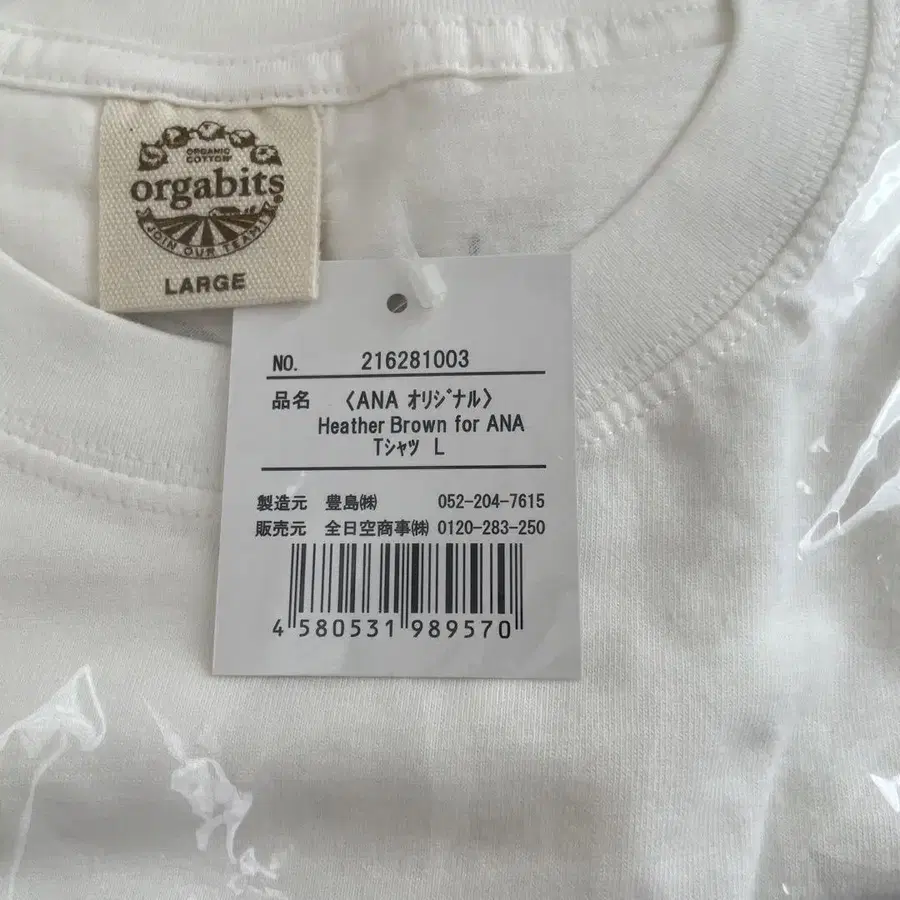 ORGANIC
COTTON
orgabits
JOIN OUR TEAM!
LARGE
NO. 216281003
品名 〈ANA オリジナル〉
Heather Brown for ANA
Tシャツ L
製造元 豊島㈱ 052-204-7615
販売元 全日空商事㈱ 0120-283-250
4 580531 989570